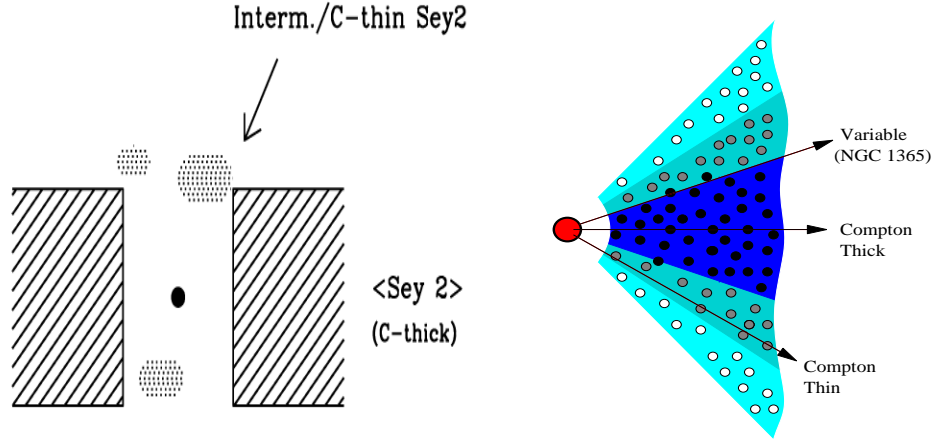 Interm./C-thin Sey2
<Sey 2>
(C-thick)
Variable
(NGC 1365)
Compton
Thick
Compton
Thin